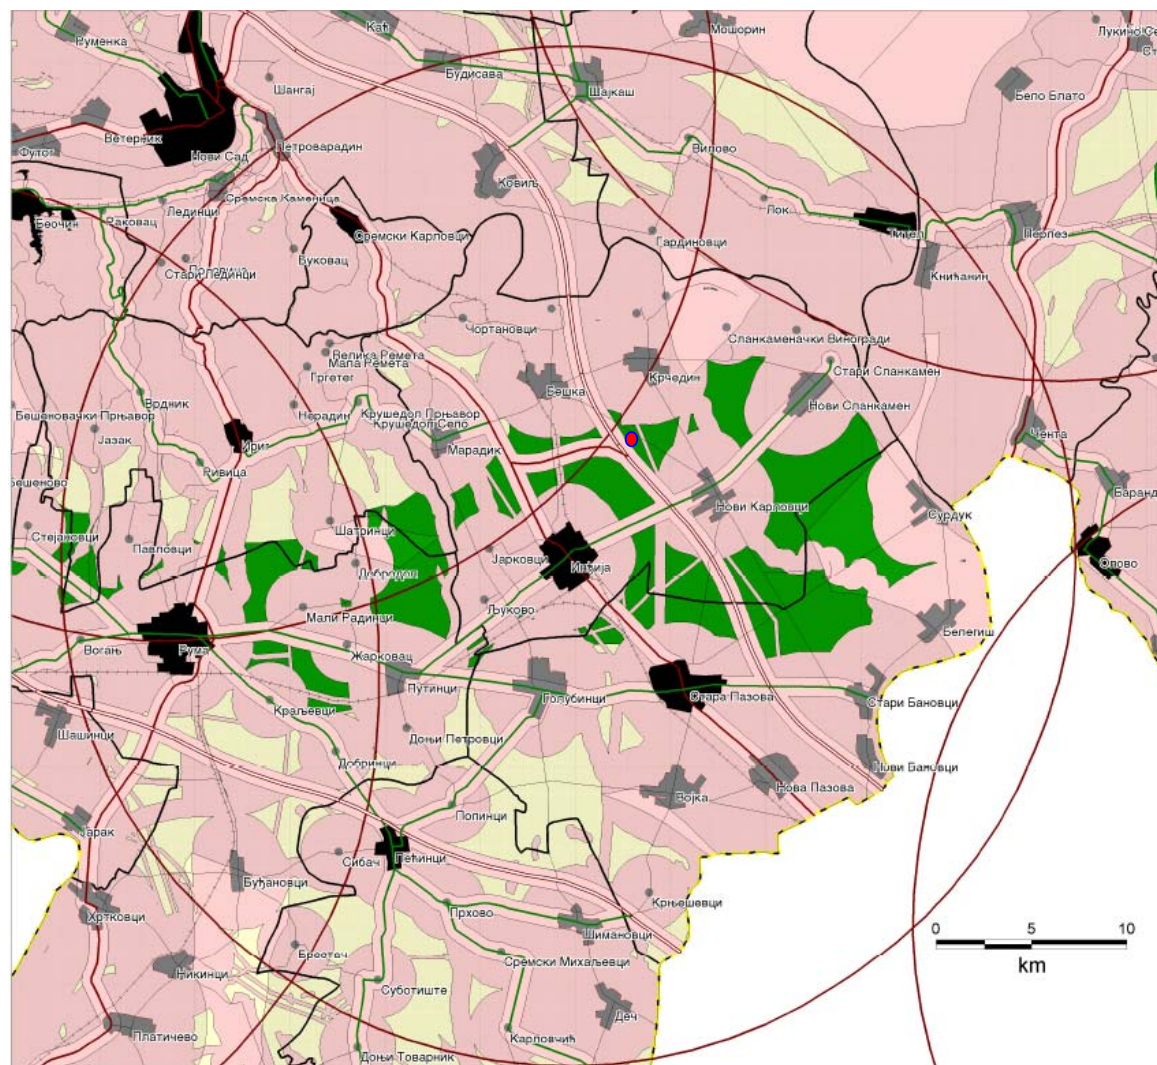 Каћ
Мошорин
Лукино Се
Ст
Руменка
Будисава
Шангај
Шајкаш
Бело Блато
Ветерник
Футог
Нови Сад
Петроварадин
Вилово
Ковиљ
Сремска Каменица
Лединци
Раковац
Беочин
Лок
Тител
Перлез
Сремски Карловци
Гардиновци
Буковац
Стари Лединци
Книћанин
Чортановци
Сланкаменачки Виногради
Велика Ремета
Мала Ремета
Гргетег
Крчедин
Стари Сланкамен
Бешка
Врдник
Бешеновачки Прњавор
Нерадин
Крушедол Прњавор
Крушедол Село
Нови Сланкамен
Јазак
Ириг
Марадик
Чента
Ривица
Бешеново
Баранд
Нови Карловци
Сурдук
Стејановци
Шатринци
Павловци
Јарковци
Инђија
Добродол
Опово
Мали Радинци
Љуково
Белегиш
Вогањ
Рума
Жарковац
Путинци
Голубинци
Стара Пазова
Стари Бановци
Краљевци
Шашинци
Доњи Петровци
Добринци
Нови Бановци
Нова Пазова
Војка
Попинци
Јарак
Сибач
Пећинци
Буђановци
Крњешевци
Хртковци
Прхово
Шимановци
0 5 10
km
Брестач
Сремски Михаљевци
Никинци
Суботиште
Деч
Платичево
Карловчић
Доњи Товарник